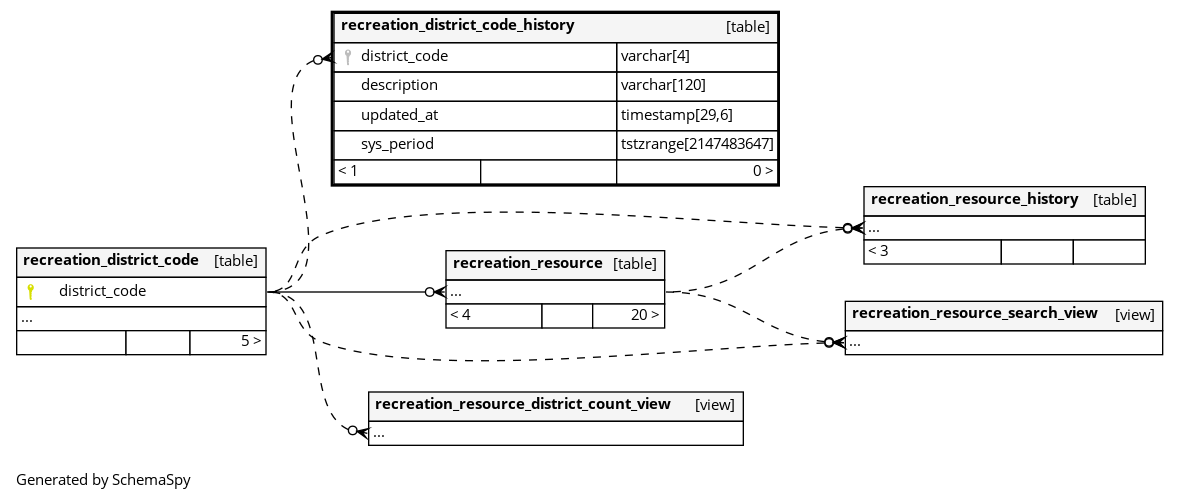 recreation_district_code_history [table]
district_code varchar[4]
description varchar[120]
updated_at timestamp[29,6]
sys_period tstzrange[2147483647]
< 1 0 >
recreation_resource_history [table]
...
< 3
recreation_district_code [table]
district_code
...
5 >
recreation_resource [table]
...
< 4 20 >
recreation_resource_search_view [view]
...
recreation_resource_district_count_view [view]
...
Generated by SchemaSpy